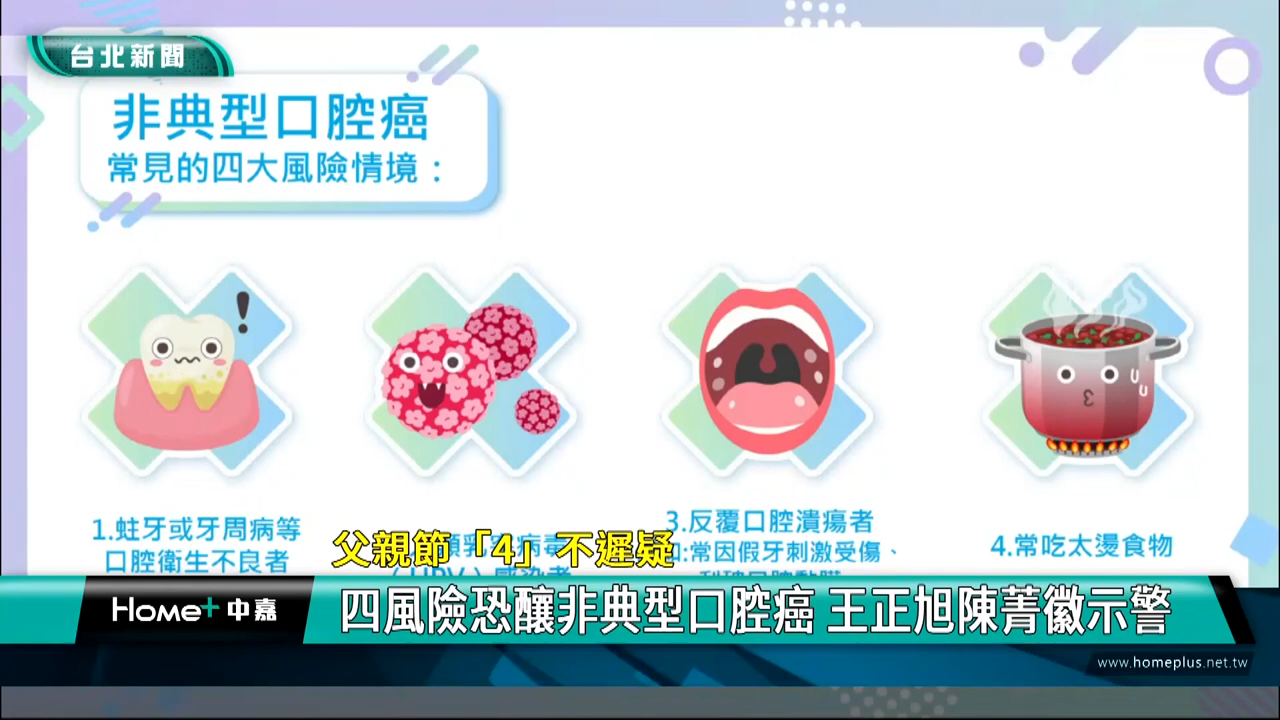 台北新聞
非典型口腔癌
常見的四大風險情境：
1.蛀牙或牙周病等
口腔衛生不良者
3.反覆口腔潰瘍者
:常因假牙刺激受傷、
4.常吃太燙食物
父親節「4」不遲疑
Home+ 中嘉
四風險恐釀非典型口腔癌 王正旭陳菁徽示警
www.homeplus.net.tw